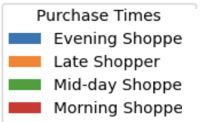 Purchase Times
Evening Shoppe
Late Shopper
Mid-day Shoppe
Morning Shoppe